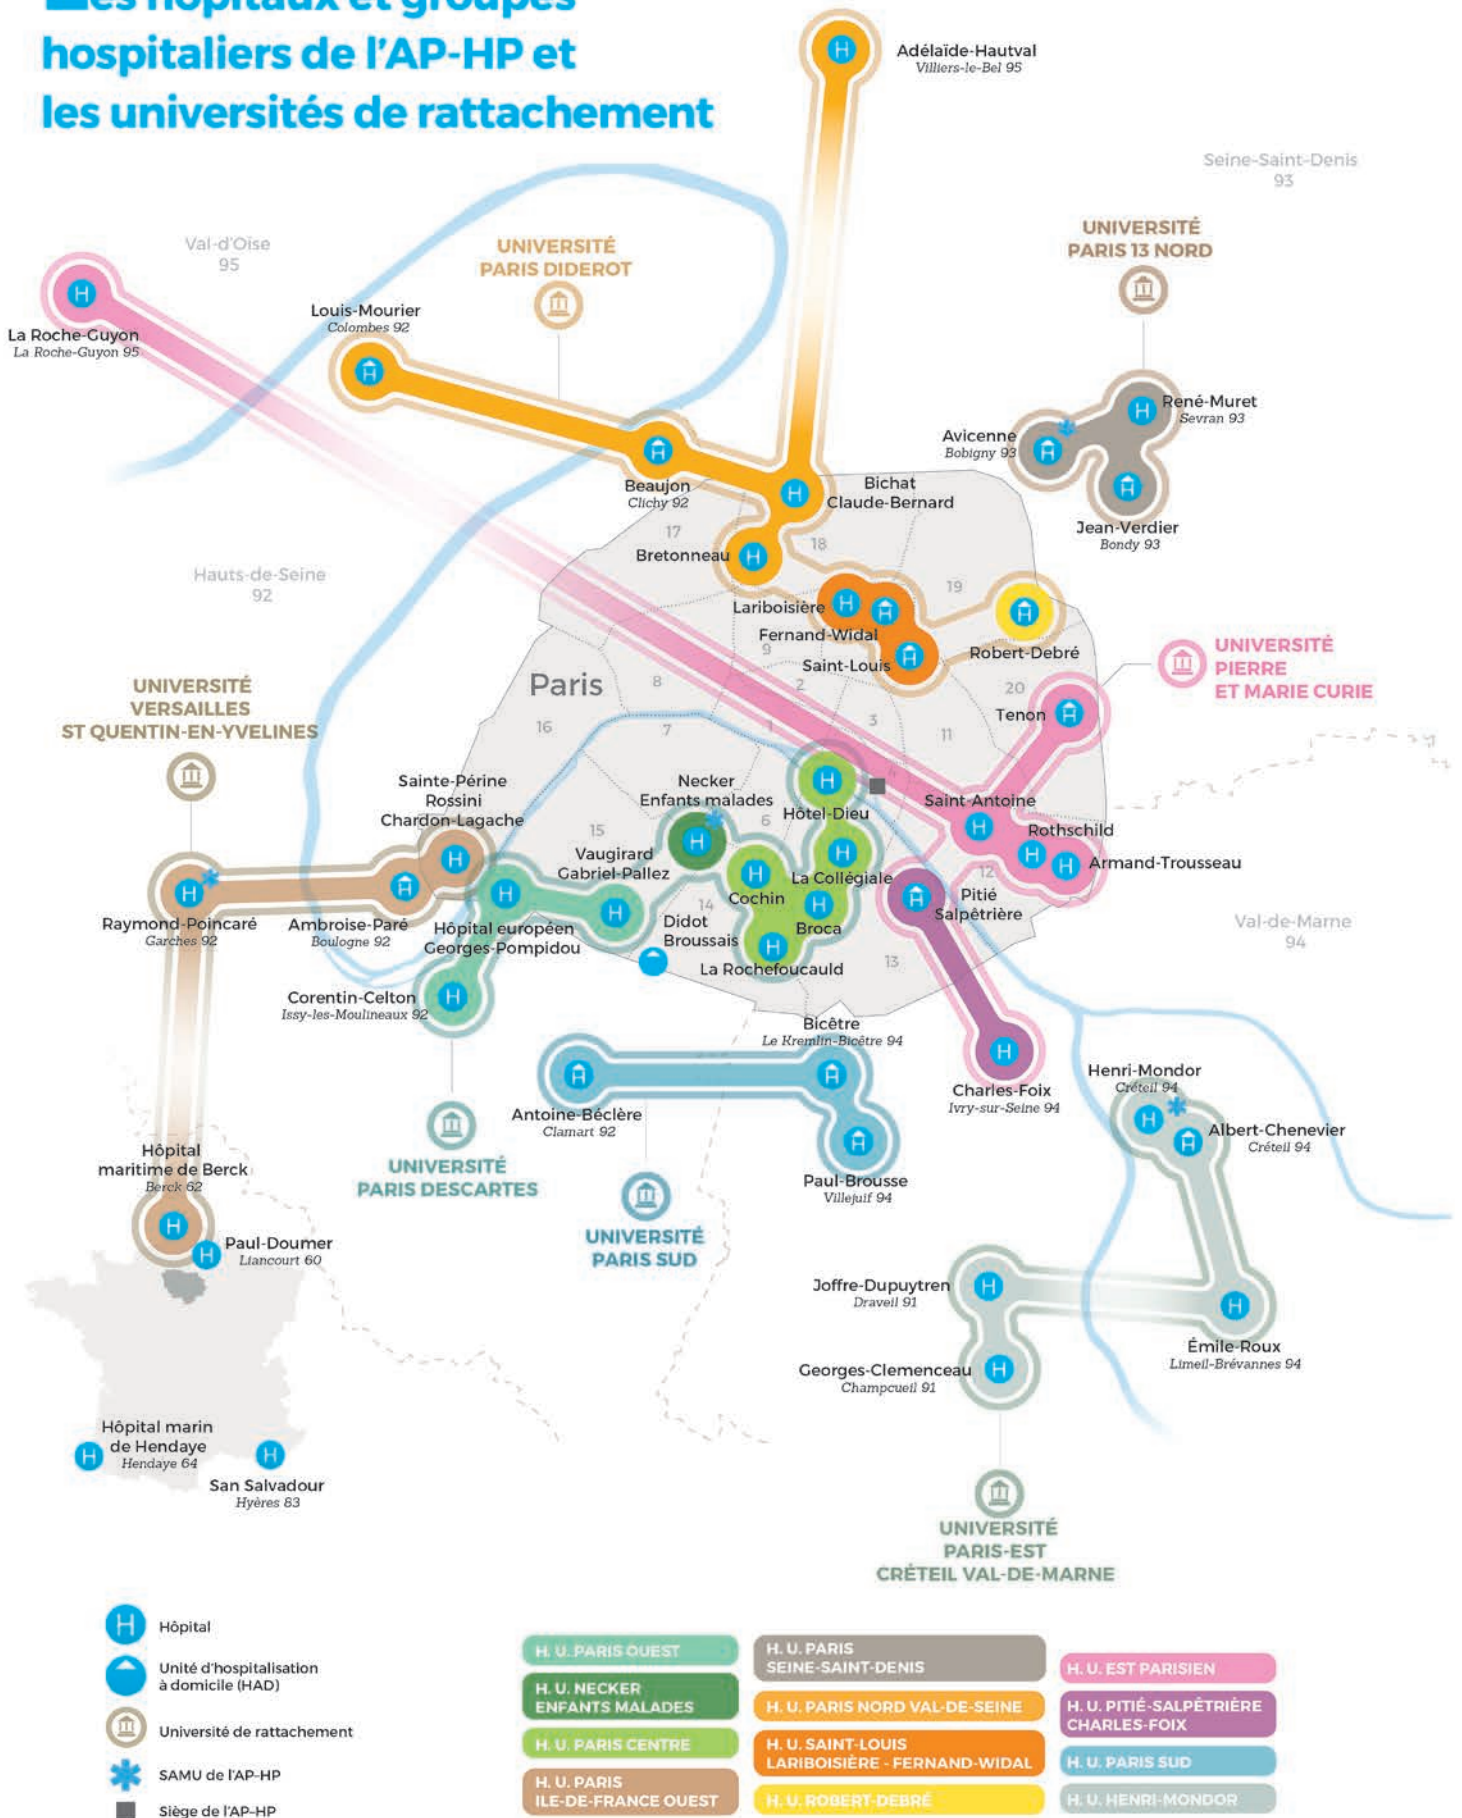 Les hôpitaux et groupes
hospitaliers de l'AP-HP et
les universités de rattachement
Adélaïde-Hautval
Villiers-le-Bel 95
Seine-Saint-Denis
93
Val-d'Oise
95
UNIVERSITÉ
PARIS DIDEROT
UNIVERSITÉ
PARIS 13 NORD
La Roche-Guyon
La Roche-Guyon 95
Louis-Mourier
Colombes 92
René-Muret
Sevran 93
Avicenne
Bobigny 93
Jean-Verdier
Bondy 93
Beaujon
Clichy 92
Bichat
Claude-Bernard
17
18
Bretonneau
Hauts-de-Seine
92
19
Lariboisière
Fernand-Widal
9
Saint-Louis
Robert-Debré
UNIVERSITÉ
PIERRE
ET MARIE CURIE
Paris
8
2
20
Tenon
16
7
1
3
11
4
UNIVERSITÉ
VERSAILLES
ST QUENTIN-EN-YVELINES
Sainte-Périne
Rossini
Chardon-Lagache
Necker
Enfants malades
Hôtel-Dieu
Saint-Antoine
Rothschild
Armand-Trousseau
15
6
12
Vaugirard
Gabriel-Pallez
La Collégiale
Cochin
Pitié
Salpêtrière
14
Broca
Raymond-Poincaré
Garches 92
Ambroise-Paré
Boulogne 92
Hôpital européen
Georges-Pompidou
Didot
Broussais
La Rochefoucauld
13
Val-de-Marne
94
Corentin-Celton
Issy-les-Moulineaux 92
Bicêtre
Le Kremlin-Bicêtre 94
Antoine-Béclère
Clamart 92
Charles-Foix
Ivry-sur-Seine 94
Henri-Mondor
Créteil 94
Albert-Chenevier
Créteil 94
UNIVERSITÉ
PARIS DESCARTES
Paul-Brousse
Villejuif 94
UNIVERSITÉ
PARIS SUD
Hôpital
maritime de Berck
Berck 62
Paul-Doumer
Liancourt 60
Joffre-Dupuytren
Draveil 91
Georges-Clemenceau
Champcueil 91
Émile-Roux
Limeil-Brévannes 94
Hôpital marin
de Hendaye
Hendaye 64
San Salvadour
Hyères 83
UNIVERSITÉ
PARIS-EST
CRÉTEIL VAL-DE-MARNE
Hôpital
Unité d'hospitalisation
à domicile (HAD)
Université de rattachement
SAMU de l'AP-HP
Siège de l'AP-HP
H. U. PARIS OUEST
H. U. NECKER
ENFANTS MALADES
H. U. PARIS CENTRE
H. U. PARIS
ILE-DE-FRANCE OUEST
H. U. PARIS
SEINE-SAINT-DENIS
H. U. PARIS NORD VAL-DE-SEINE
H. U. SAINT-LOUIS
LARIBOISIÈRE - FERNAND-WIDAL
H. U. ROBERT-DEBRÉ
H. U. EST PARISIEN
H. U. PITIÉ-SALPÊTRIÈRE
CHARLES-FOIX
H. U. PARIS SUD
H. U. HENRI-MONDOR